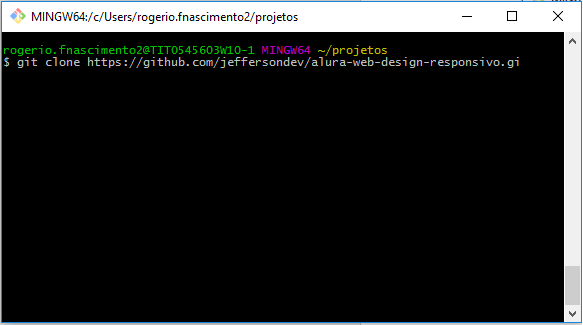 MINGW64:/c/Users/rogerio.fnascimento2/projetos
rogerio.fnascimento2@TIT0545603W10-1 MINGW64 ~/projetos
$ git clone https://github.com/jeffersondev/alura-web-design-responsivo.gi